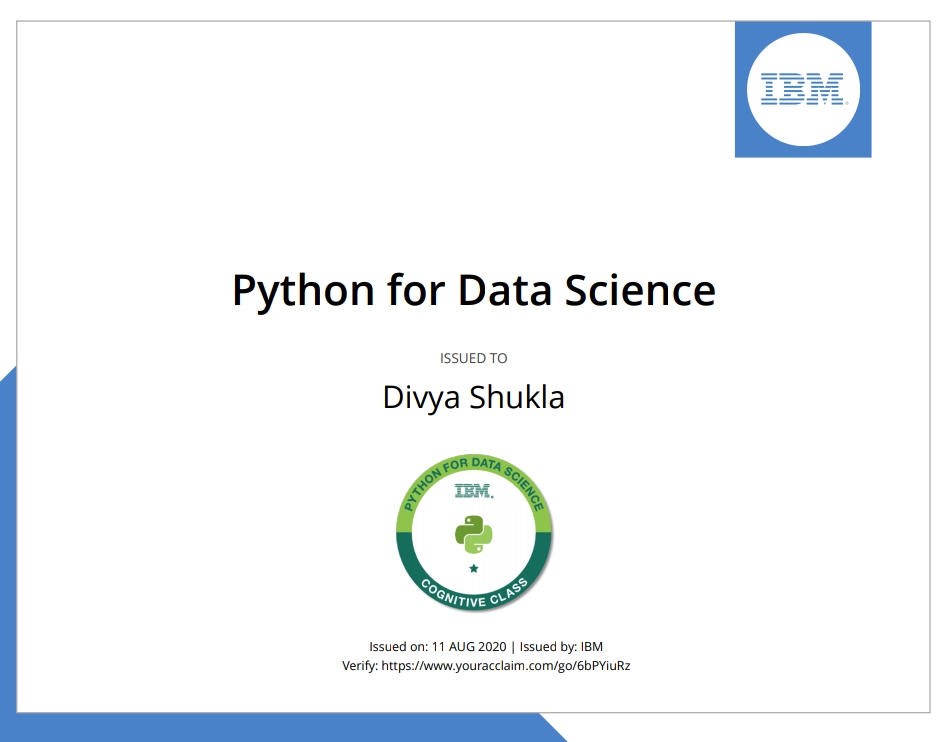 IBM
Python for Data Science
ISSUED TO
Divya Shukla
PYTHON FOR DATA SCIENCE
IBM.
COGNITIVE CLASS
Issued on: 11 AUG 2020 | Issued by: IBM
Verify: https://www.youracclaim.com/go/6bPYiuRz